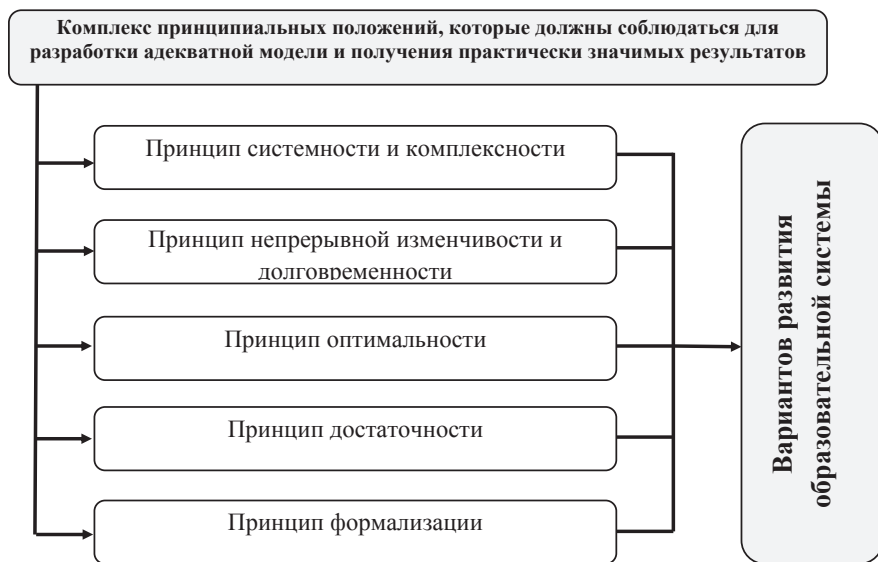 Комплекс принципиальных положений, которые должны соблюдаться для
разработки адекватной модели и получения практически значимых результатов
Принцип системности и комплексности
Принцип непрерывной изменчивости и
долговременности
Принцип оптимальности
Принцип достаточности
Принцип формализации
Вариантов развития
образовательной системы